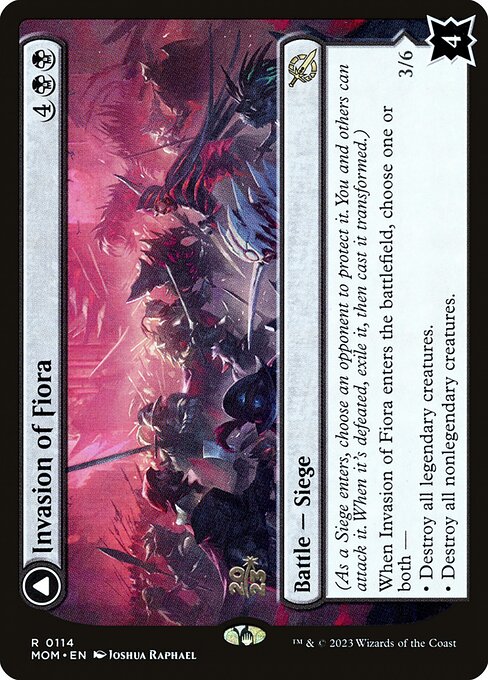 Invasion of Fiora
4
Battle — Siege
(As a Siege enters, choose an opponent to protect it. You and others can
attack it. When it's defeated, exile it, then cast it transformed.)
When Invasion of Fiora enters the battlefield, choose one or
both —
• Destroy all legendary creatures.
• Destroy all nonlegendary creatures.
3/6
4
2023
R 0114
MOM • EN Joshua Raphael
™ & © 2023 Wizards of the Coast